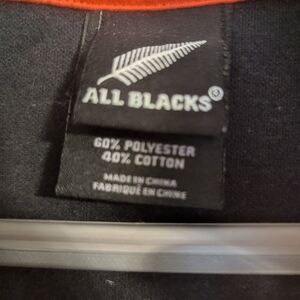 ALL BLACKS®
60% POLYESTER
40% COTTON
MADE IN CHINA
FABRIQUÉ EN CHINE